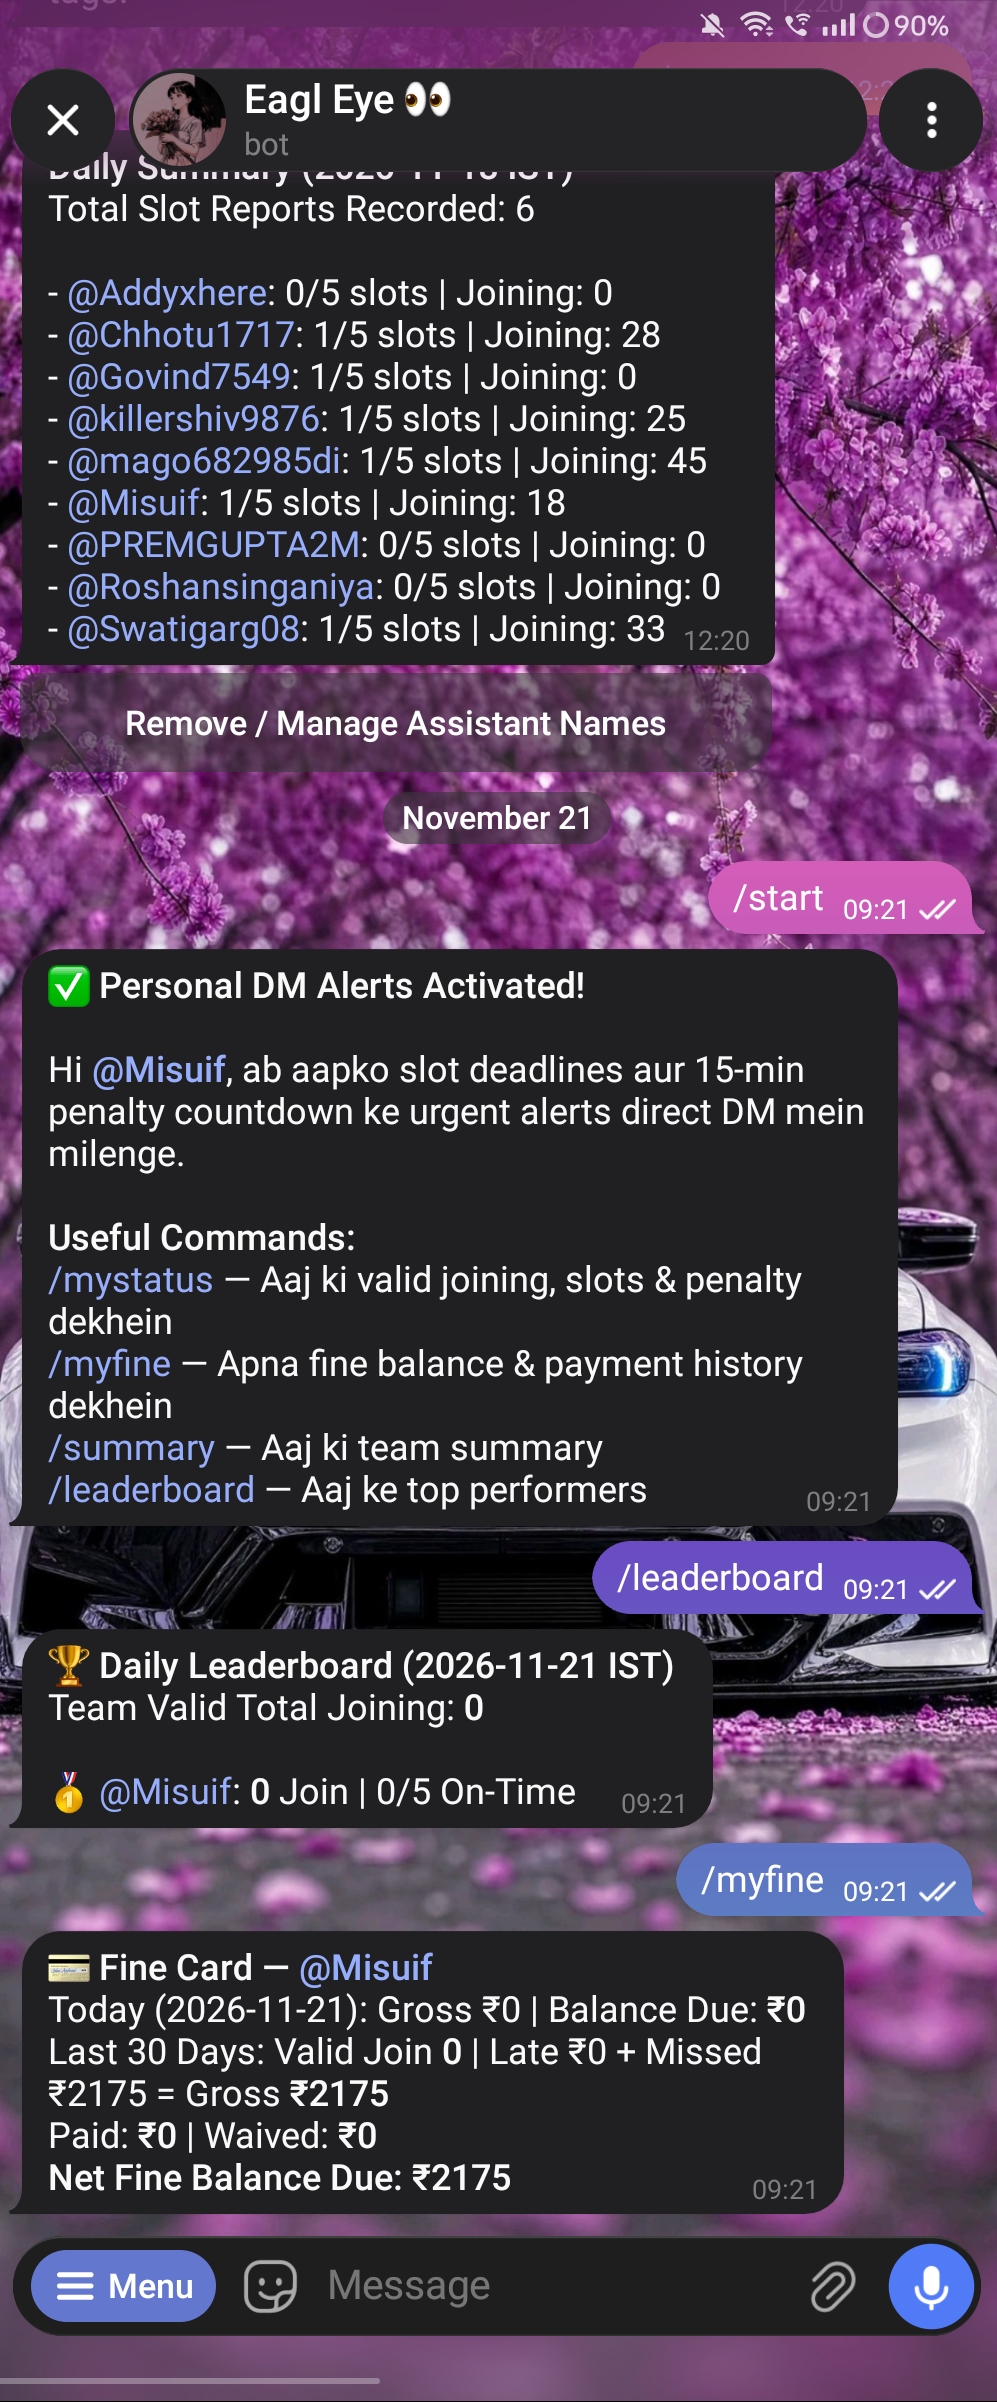 90%
Eagl Eye 👀
bot
Daily Summary
Total Slot Reports Recorded: 6
- @Addyxhere: 0/5 slots | Joining: 0
- @Chhotu1717: 1/5 slots | Joining: 28
- @Govind7549: 1/5 slots | Joining: 0
- @killershiv9876: 1/5 slots | Joining: 25
- @mago682985di: 1/5 slots | Joining: 45
- @Misuif: 1/5 slots | Joining: 18
- @PREMGUPTA2M: 0/5 slots | Joining: 0
- @Roshansinganiya: 0/5 slots | Joining: 0
- @Swatigarg08: 1/5 slots | Joining: 33 12:20
Remove / Manage Assistant Names
November 21
/start 09:21
✅ Personal DM Alerts Activated!
Hi @Misuif, ab aapko slot deadlines aur 15-min
penalty countdown ke urgent alerts direct DM mein
milenge.
Useful Commands:
/mystatus — Aaj ki valid joining, slots & penalty
dekhein
/myfine — Apna fine balance & payment history
dekhein
/summary — Aaj ki team summary
/leaderboard — Aaj ke top performers 09:21
/leaderboard 09:21
🏆 Daily Leaderboard (2026-11-21 IST)
Team Valid Total Joining: 0
🥇 @Misuif: 0 Join | 0/5 On-Time 09:21
/myfine 09:21
💳 Fine Card — @Misuif
Today (2026-11-21): Gross ₹0 | Balance Due: ₹0
Last 30 Days: Valid Join 0 | Late ₹0 + Missed
₹2175 = Gross ₹2175
Paid: ₹0 | Waived: ₹0
Net Fine Balance Due: ₹2175 09:21
Menu
Message